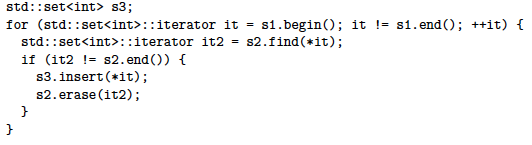 std::set<int> s3;
for (std::set<int>::iterator it = s1.begin(); it != s1.end(); ++it) {
  std::set<int>::iterator it2 = s2.find(*it);
  if (it2 != s2.end()) {
    s3.insert(*it);
    s2.erase(it2);
  }
}